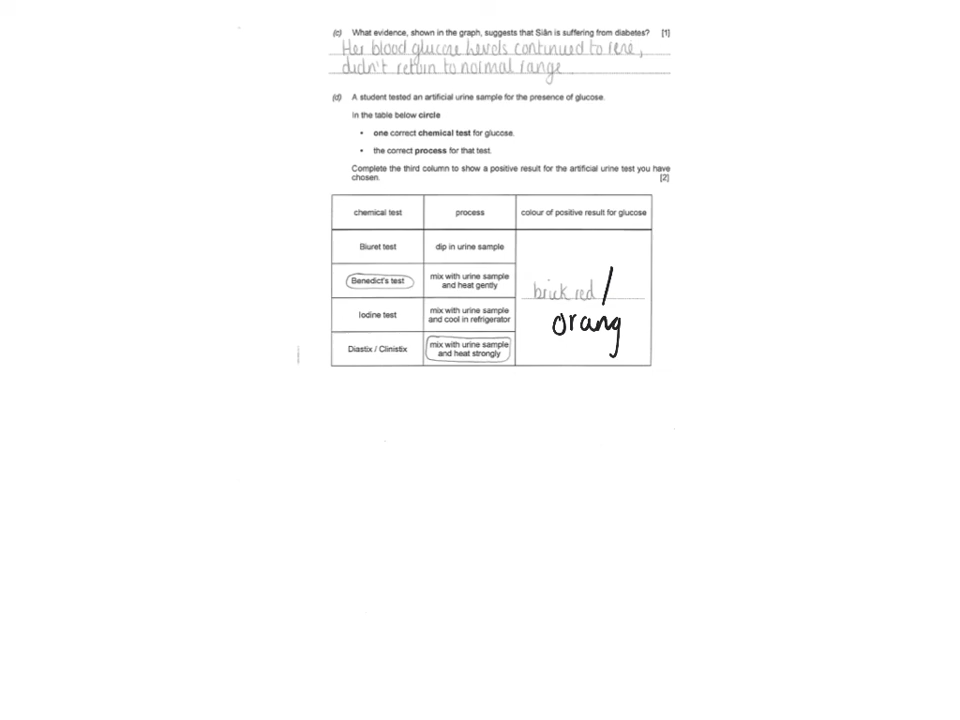 (c) What evidence, shown in the graph, suggests that Siân is suffering from diabetes? [1]
Her blood glucose levels continued to rise,
didn't return to normal range
(d) A student tested an artificial urine sample for the presence of glucose.
In the table below circle
• one correct chemical test for glucose.
• the correct process for that test.
Complete the third column to show a positive result for the artificial urine test you have
chosen. [2]
chemical test process colour of positive result for glucose
Biuret test dip in urine sample
Benedict's test mix with urine sample
and heat gently
brick red /
orang
Iodine test mix with urine sample
and cool in refrigerator
Diastix / Clinistix mix with urine sample
and heat strongly